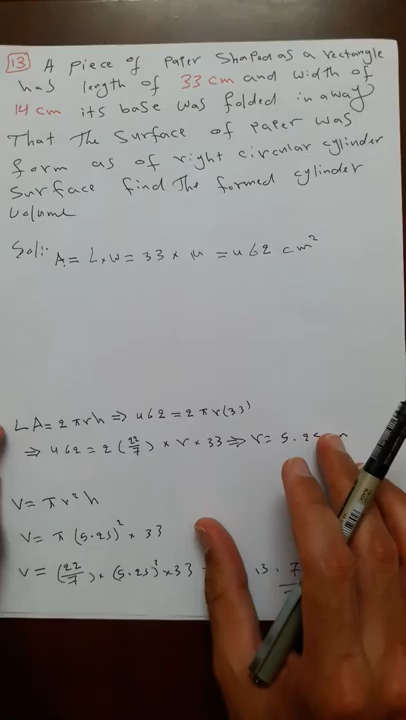 13 A piece of Paper Shaped as a rectangle
has length of 33 cm and width of
14 cm its base was folded in a way
That The Surface of Paper was
form as of right circular cylinder
Surface find The formed cylinder
Volume
Sol:-
A = L x W = 33 x 14 = 462 cm²
LA = 2πrh ⇒ 462 = 2πr(33)
⇒ 462 = 2(22/7) x r x 33 ⇒ r = 5.25
V = πr²h
V = π(5.25)² x 33
V = (22/7) x (5.25)² x 33